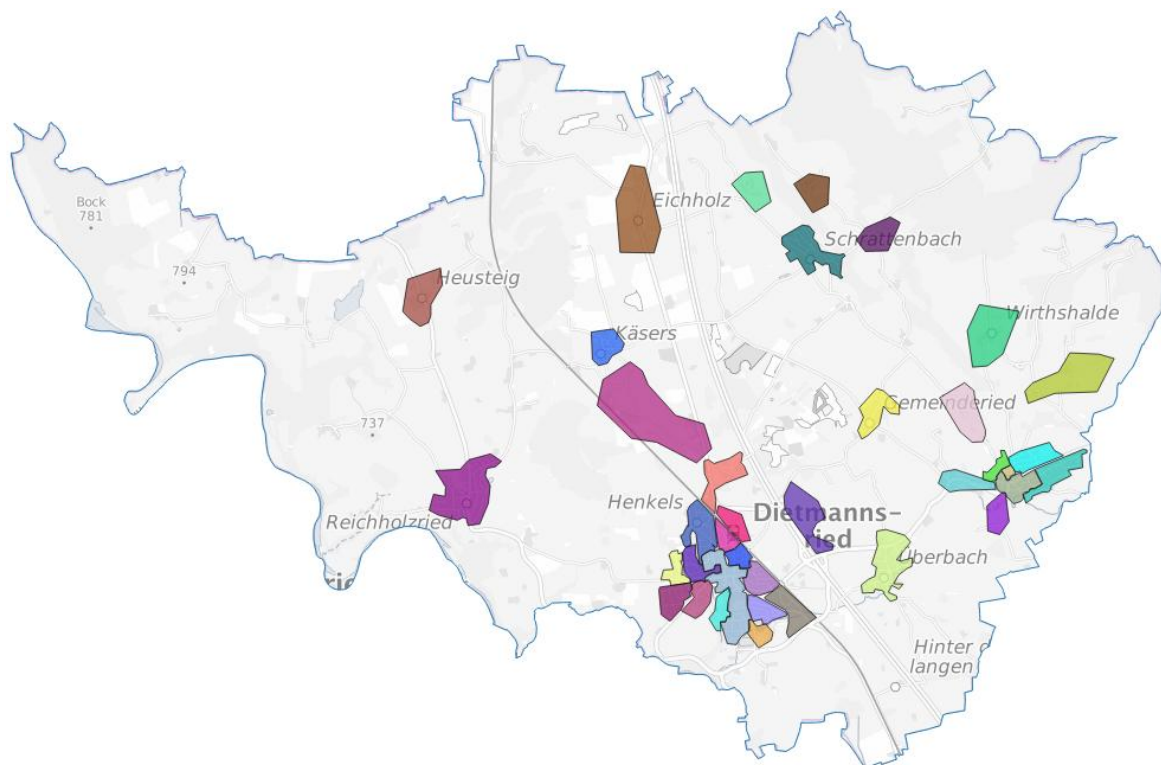 Bock
781
Eichholz
Schrattenbach
794
Heusteig
Wirthshalde
Käsers
Gemeinderied
737
Henkels
Reichholzried
Dietmanns-
ried
Überbach
Hinter
langen